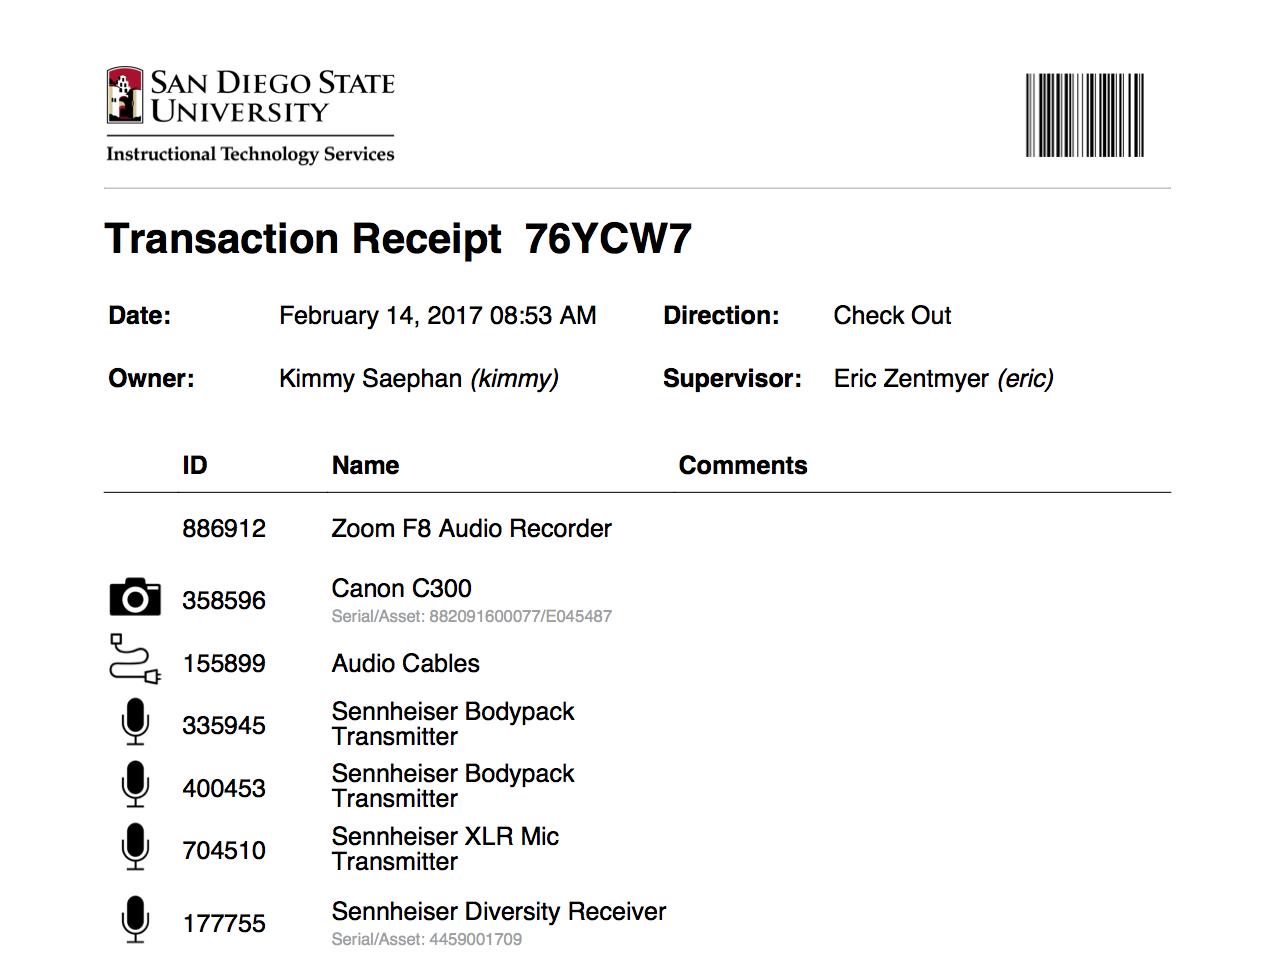 SAN DIEGO STATE
UNIVERSITY
Instructional Technology Services
Transaction Receipt 76YCW7
Date: February 14, 2017 08:53 AM Direction: Check Out
Owner: Kimmy Saephan (kimmy) Supervisor: Eric Zentmyer (eric)
ID Name Comments
886912 Zoom F8 Audio Recorder
358596 Canon C300
Serial/Asset: 882091600077/E045487
155899 Audio Cables
335945 Sennheiser Bodypack
Transmitter
400453 Sennheiser Bodypack
Transmitter
704510 Sennheiser XLR Mic
Transmitter
177755 Sennheiser Diversity Receiver
Serial/Asset: 4459001709